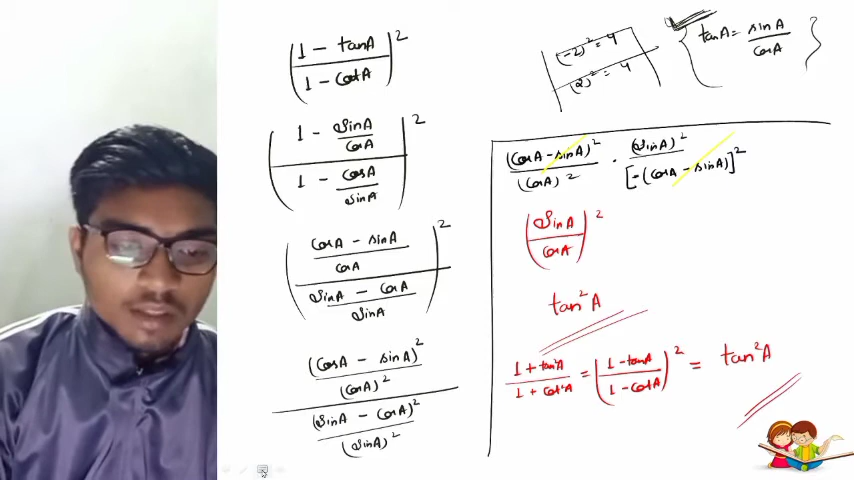 (1 - tanA / 1 - cotA)²
(1 - sinA/cosA / 1 - cosA/sinA)²
(cosA - sinA / cosA / sinA - cosA / sinA)²
(cosA - sinA)² / (cosA)²
(sinA - cosA)² / (sinA)²
(-2)² = 4
(2)² = 4
{ tanA = sinA / cosA }
(cosA - sinA)² / (cosA)² · (sinA)² / [-(cosA - sinA)]²
(sinA / cosA)²
tan²A
1 + tan²A / 1 + cot²A = (1 - tanA / 1 - cotA)² = tan²A